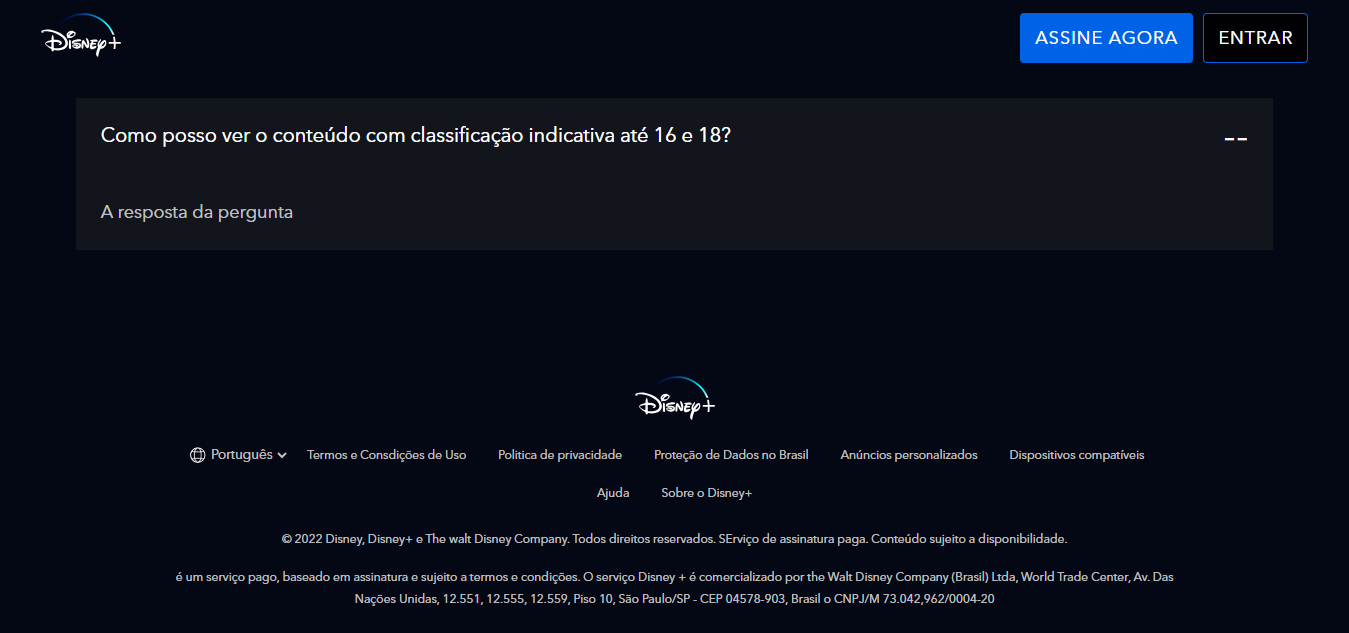 Disney+
ASSINE AGORA
ENTRAR
Como posso ver o conteúdo com classificação indicativa até 16 e 18?
--
A resposta da pergunta
Disney+
Português
Termos e Consdições de Uso
Politica de privacidade
Proteção de Dados no Brasil
Anúncios personalizados
Dispositivos compatíveis
Ajuda
Sobre o Disney+
© 2022 Disney, Disney+ e The walt Disney Company. Todos direitos reservados. SErviço de assinatura paga. Conteúdo sujeito a disponibilidade.
é um serviço pago, baseado em assinatura e sujeito a termos e condições. O serviço Disney + é comercializado por the Walt Disney Company (Brasil) Ltda, World Trade Center, Av. Das
Nações Unidas, 12.551, 12.555, 12.559, Piso 10, São Paulo/SP - CEP 04578-903, Brasil o CNPJ/M 73.042,962/0004-20